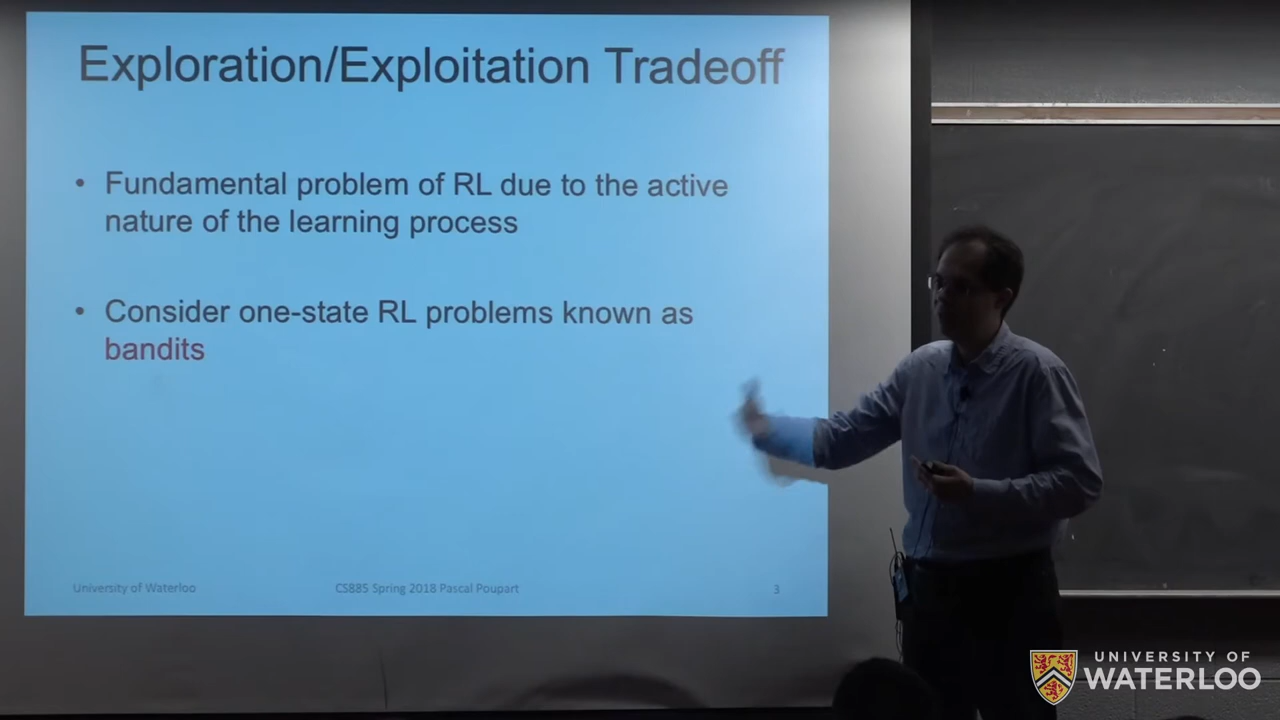 Exploration/Exploitation Tradeoff
• Fundamental problem of RL due to the active
nature of the learning process
• Consider one-state RL problems known as
bandits
University of Waterloo CS885 Spring 2018 Pascal Poupart 3
UNIVERSITY OF
WATERLOO